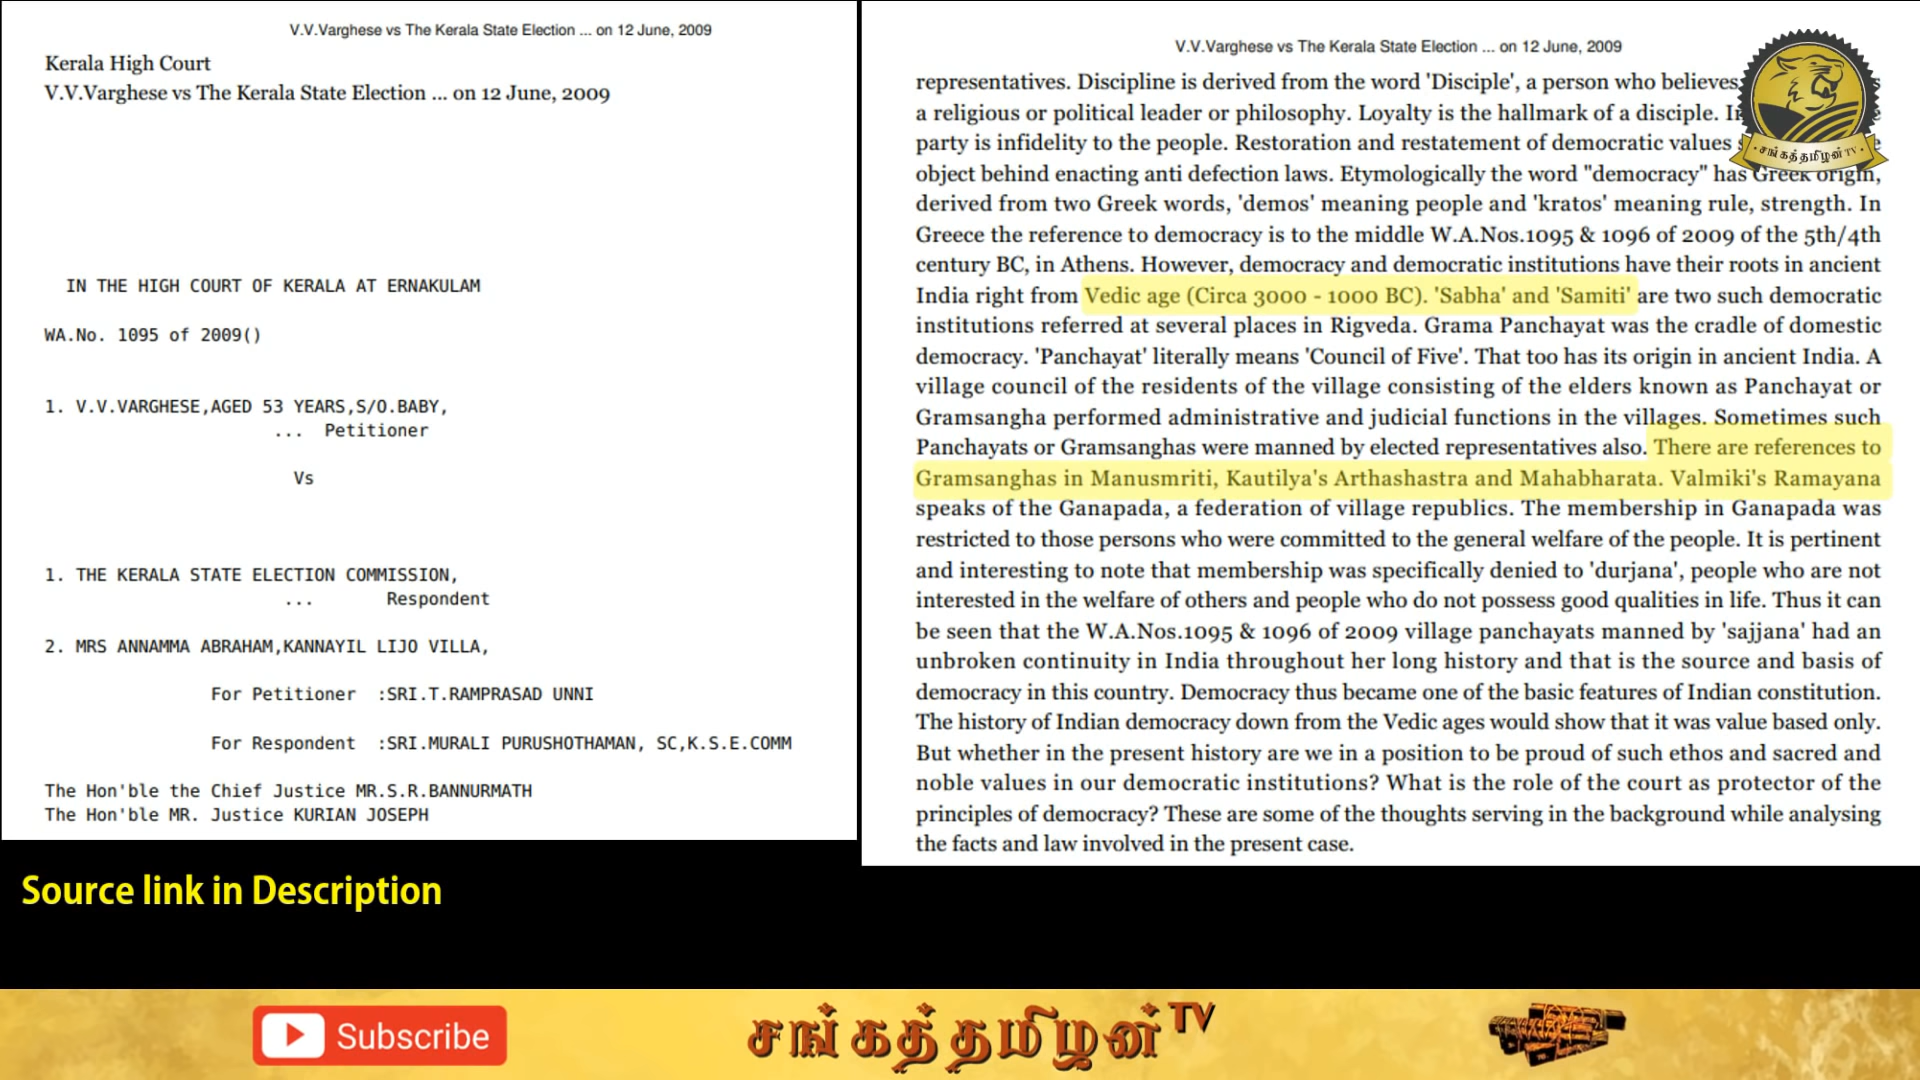 V.V.Varghese vs The Kerala State Election ... on 12 June, 2009
Kerala High Court
V.V.Varghese vs The Kerala State Election ... on 12 June, 2009
IN THE HIGH COURT OF KERALA AT ERNAKULAM
WA.No. 1095 of 2009()
1. V.V.VARGHESE,AGED 53 YEARS,S/O.BABY,
... Petitioner
Vs
1. THE KERALA STATE ELECTION COMMISSION,
... Respondent
2. MRS ANNAMMA ABRAHAM,KANNAYIL LIJO VILLA,
For Petitioner :SRI.T.RAMPRASAD UNNI
For Respondent :SRI.MURALI PURUSHOTHAMAN, SC,K.S.E.COMM
The Hon'ble the Chief Justice MR.S.R.BANNURMATH
The Hon'ble MR. Justice KURIAN JOSEPH
V.V.Varghese vs The Kerala State Election ... on 12 June, 2009
representatives. Discipline is derived from the word 'Disciple', a person who believes
a religious or political leader or philosophy. Loyalty is the hallmark of a disciple.
party is infidelity to the people. Restoration and restatement of democratic values
object behind enacting anti defection laws. Etymologically the word "democracy" has Greek origin,
derived from two Greek words, 'demos' meaning people and 'kratos' meaning rule, strength. In
Greece the reference to democracy is to the middle W.A.Nos.1095 & 1096 of 2009 of the 5th/4th
century BC, in Athens. However, democracy and democratic institutions have their roots in ancient
India right from Vedic age (Circa 3000 - 1000 BC). 'Sabha' and 'Samiti' are two such democratic
institutions referred at several places in Rigveda. Grama Panchayat was the cradle of domestic
democracy. 'Panchayat' literally means 'Council of Five'. That too has its origin in ancient India. A
village council of the residents of the village consisting of the elders known as Panchayat or
Gramsangha performed administrative and judicial functions in the villages. Sometimes such
Panchayats or Gramsanghas were manned by elected representatives also. There are references to
Gramsanghas in Manusmriti, Kautilya's Arthashastra and Mahabharata. Valmiki's Ramayana
speaks of the Ganapada, a federation of village republics. The membership in Ganapada was
restricted to those persons who were committed to the general welfare of the people. It is pertinent
and interesting to note that membership was specifically denied to 'durjana', people who are not
interested in the welfare of others and people who do not possess good qualities in life. Thus it can
be seen that the W.A.Nos.1095 & 1096 of 2009 village panchayats manned by 'sajjana' had an
unbroken continuity in India throughout her long history and that is the source and basis of
democracy in this country. Democracy thus became one of the basic features of Indian constitution.
The history of Indian democracy down from the Vedic ages would show that it was value based only.
But whether in the present history are we in a position to be proud of such ethos and sacred and
noble values in our democratic institutions? What is the role of the court as protector of the
principles of democracy? These are some of the thoughts serving in the background while analysing
the facts and law involved in the present case.
சங்கத்தமிழன் TV
Source link in Description
Subscribe
சங்கத்தமிழன் TV